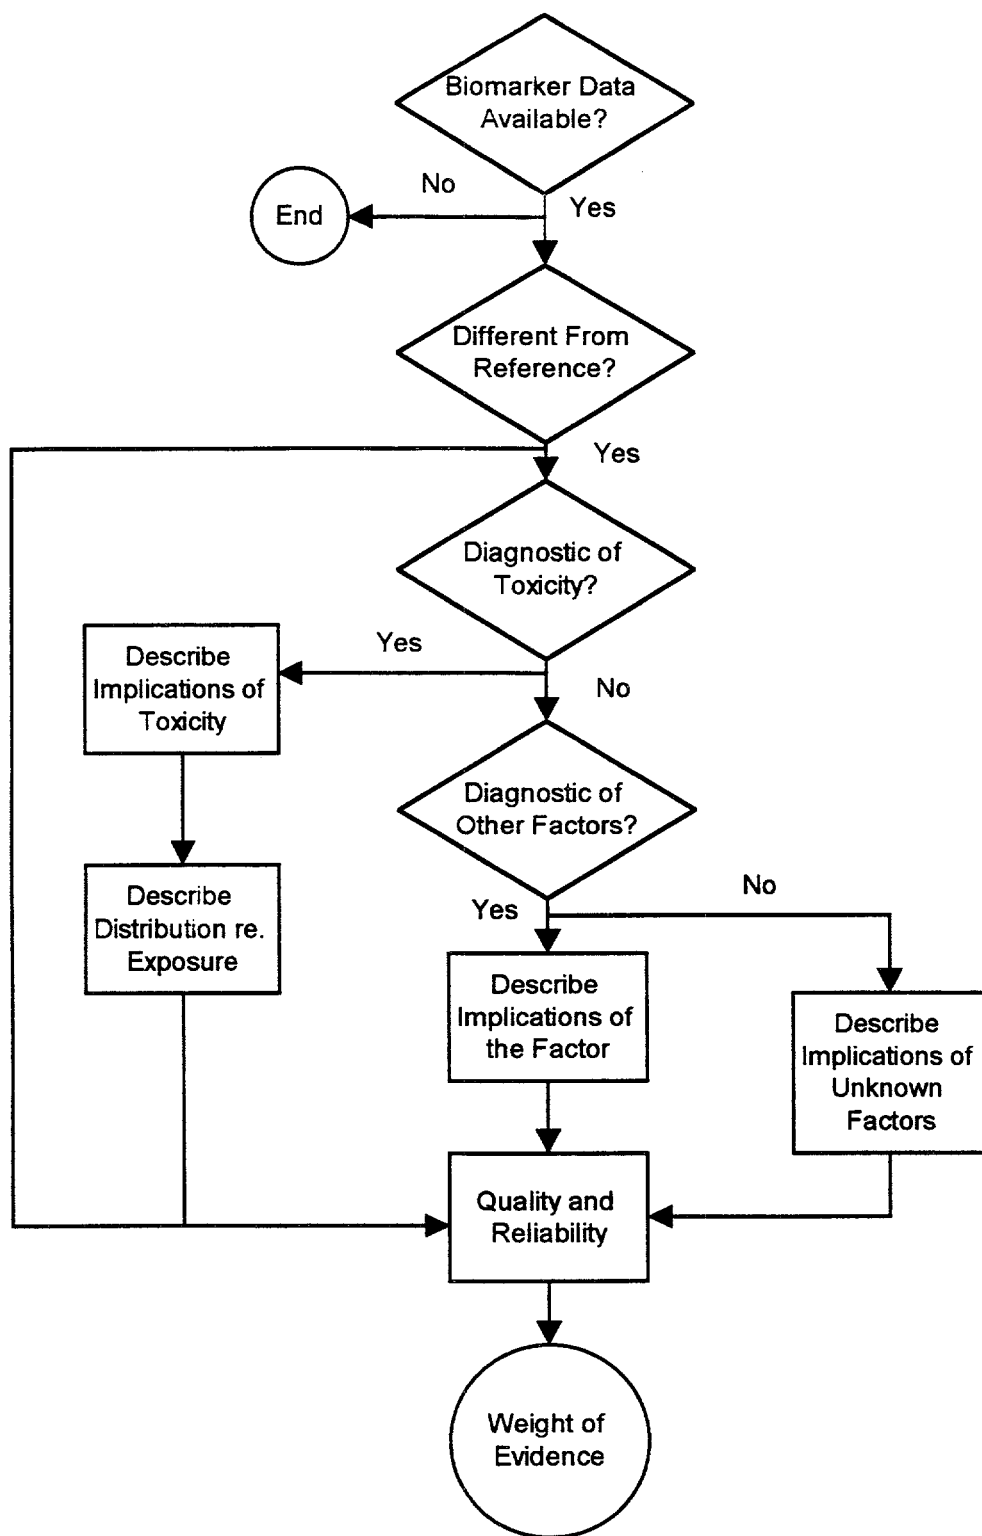 Biomarker Data
Available?
No
Yes
End
Different From
Reference?
Yes
Diagnostic of
Toxicity?
Yes
No
Describe
Implications of
Toxicity
Diagnostic of
Other Factors?
Describe
Distribution re.
Exposure
Yes
No
Describe
Implications of
the Factor
Describe
Implications of
Unknown
Factors
Quality and
Reliability
Weight of
Evidence